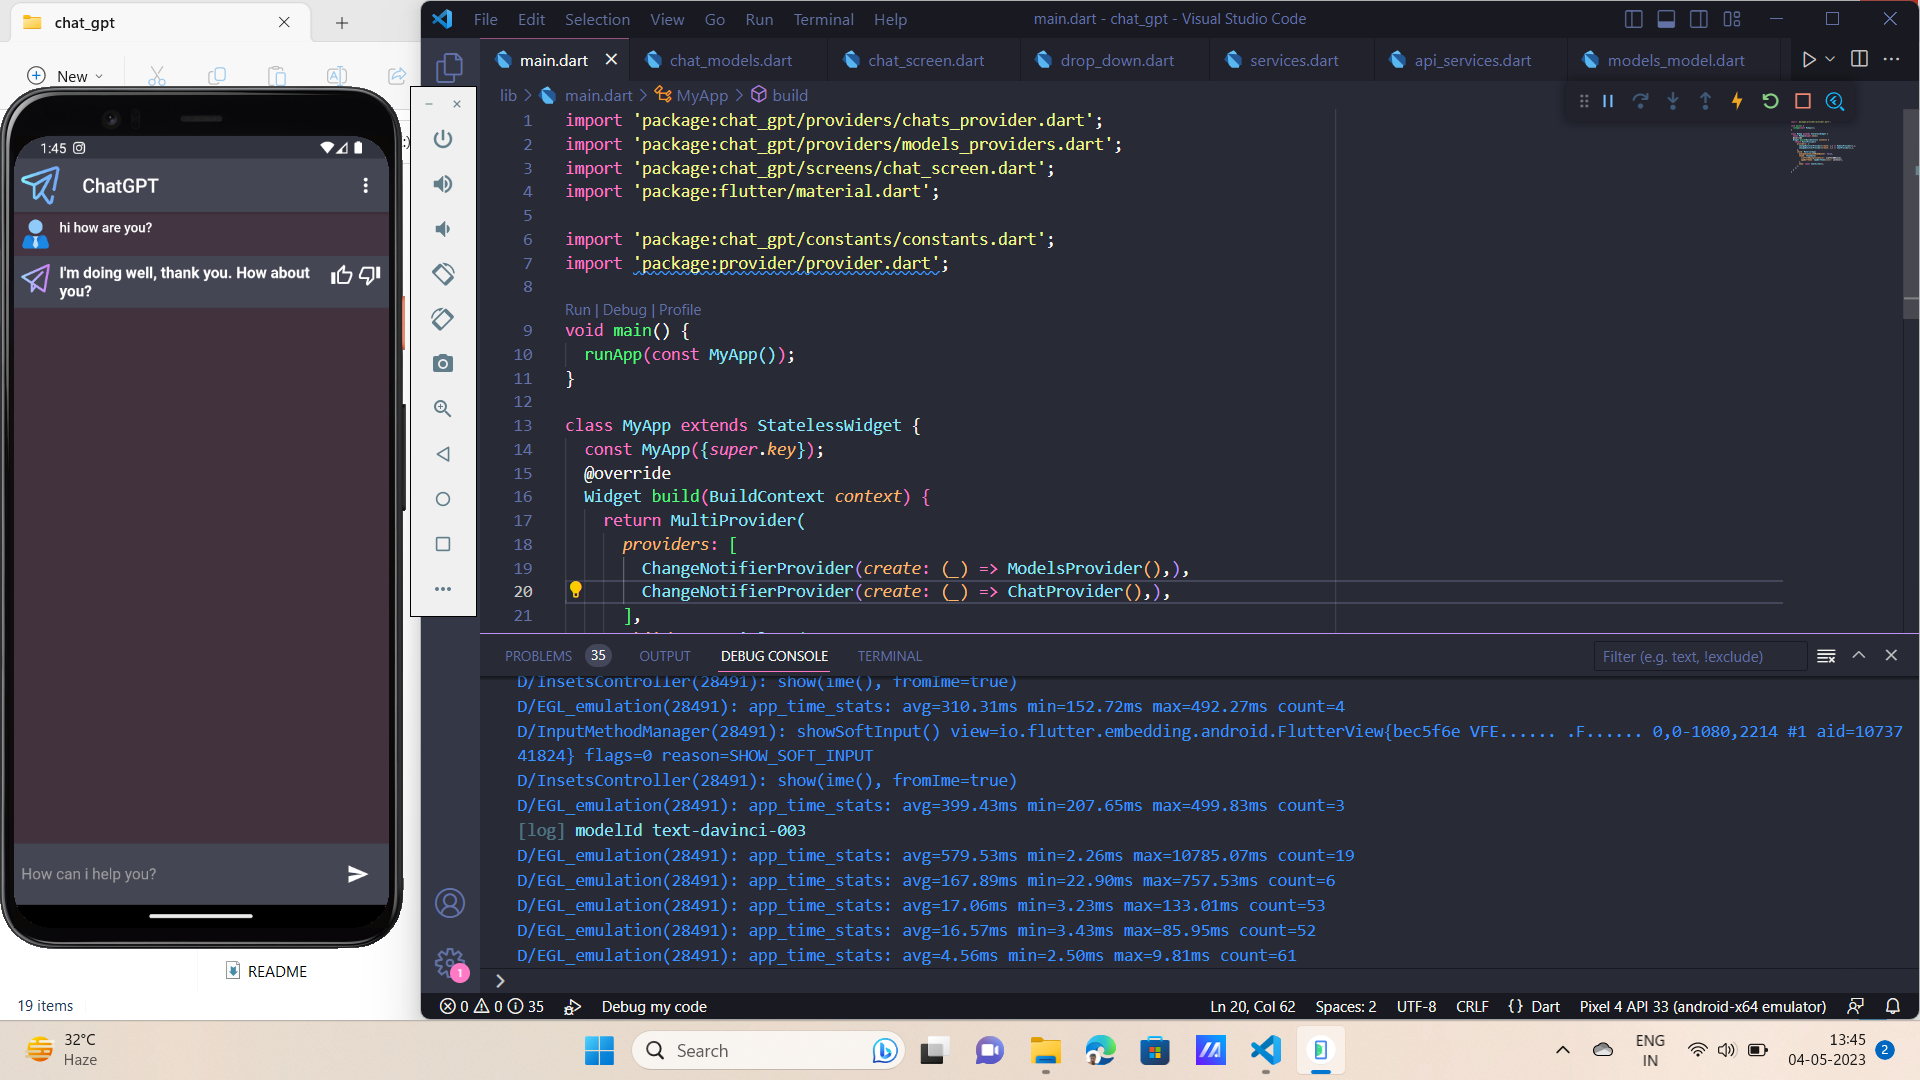 chat_gpt
New
1:45
ChatGPT
hi how are you?
I'm doing well, thank you. How about
you?
How can i help you?
README
19 items
File Edit Selection View Go Run Terminal Help
main.dart - chat_gpt - Visual Studio Code
main.dart chat_models.dart chat_screen.dart drop_down.dart services.dart api_services.dart models_model.dart
lib > main.dart > MyApp > build
1 import 'package:chat_gpt/providers/chats_provider.dart';
2 import 'package:chat_gpt/providers/models_providers.dart';
3 import 'package:chat_gpt/screens/chat_screen.dart';
4 import 'package:flutter/material.dart';
5
6 import 'package:chat_gpt/constants/constants.dart';
7 import 'package:provider/provider.dart';
8
Run | Debug | Profile
9 void main() {
10 runApp(const MyApp());
11 }
12
13 class MyApp extends StatelessWidget {
14 const MyApp({super.key});
15 @override
16 Widget build(BuildContext context) {
17 return MultiProvider(
18 providers: [
19 ChangeNotifierProvider(create: (_) => ModelsProvider(),),
20 ChangeNotifierProvider(create: (_) => ChatProvider(),),
21 ],
PROBLEMS 35 OUTPUT DEBUG CONSOLE TERMINAL
Filter (e.g. text, !exclude)
D/InsetsController(28491): show(ime(), fromIme=true)
D/EGL_emulation(28491): app_time_stats: avg=310.31ms min=152.72ms max=492.27ms count=4
D/InputMethodManager(28491): showSoftInput() view=io.flutter.embedding.android.FlutterView{bec5f6e VFE...... .F...... 0,0-1080,2214 #1 aid=10737
41824} flags=0 reason=SHOW_SOFT_INPUT
D/InsetsController(28491): show(ime(), fromIme=true)
D/EGL_emulation(28491): app_time_stats: avg=399.43ms min=207.65ms max=499.83ms count=3
[log] modelId text-davinci-003
D/EGL_emulation(28491): app_time_stats: avg=579.53ms min=2.26ms max=10785.07ms count=19
D/EGL_emulation(28491): app_time_stats: avg=167.89ms min=22.90ms max=757.53ms count=6
D/EGL_emulation(28491): app_time_stats: avg=17.06ms min=3.23ms max=133.01ms count=53
D/EGL_emulation(28491): app_time_stats: avg=16.57ms min=3.43ms max=85.95ms count=52
D/EGL_emulation(28491): app_time_stats: avg=4.56ms min=2.50ms max=9.81ms count=61
>
1
0 0 35 Debug my code
Ln 20, Col 62 Spaces: 2 UTF-8 CRLF {} Dart Pixel 4 API 33 (android-x64 emulator)
32°C
Haze
Search
ENG
IN
13:45
04-05-2023
2